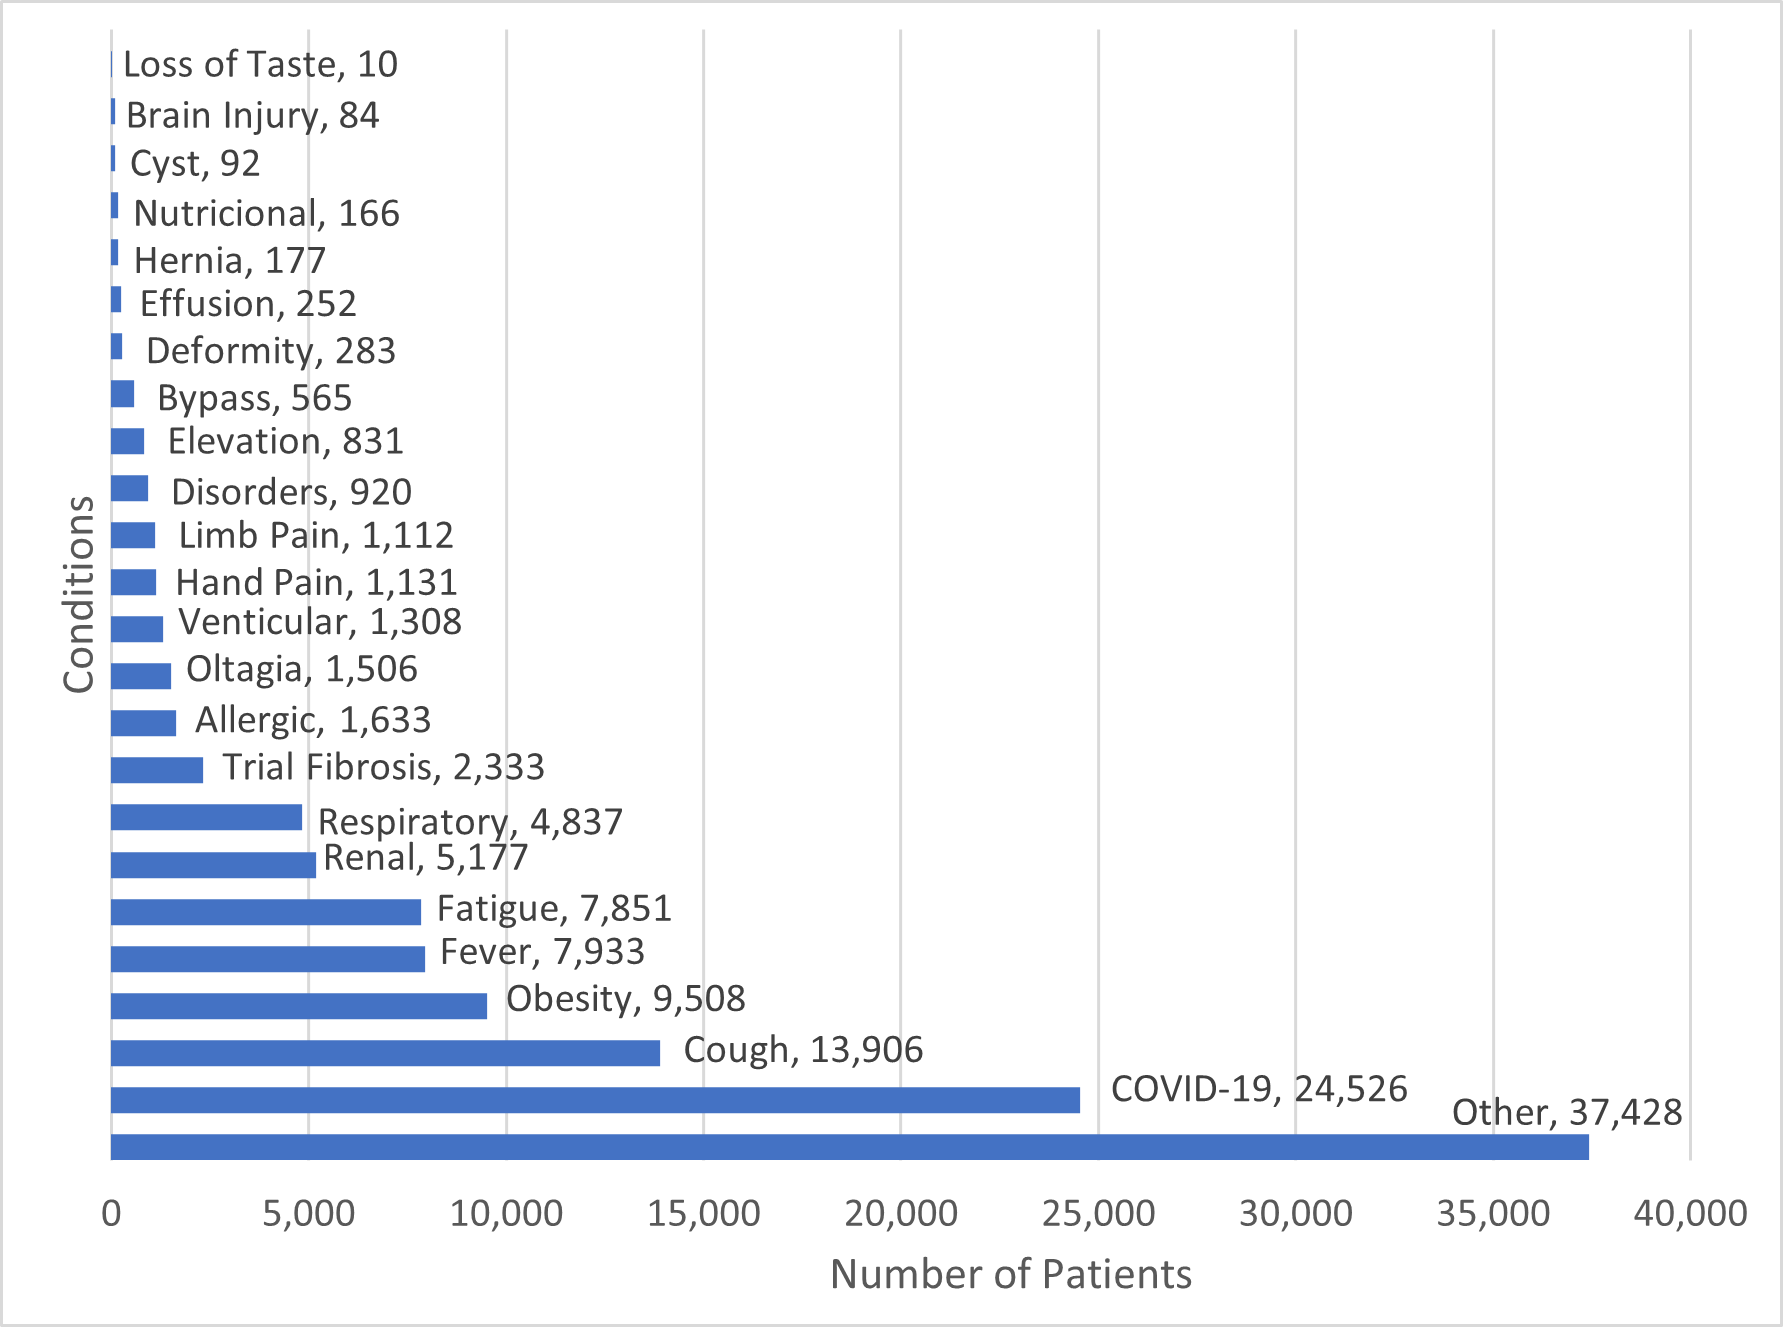 Loss of Taste, 10
Brain Injury, 84
Cyst, 92
Nutricional, 166
Hernia, 177
Effusion, 252
Deformity, 283
Bypass, 565
Elevation, 831
Disorders, 920
Limb Pain, 1,112
Hand Pain, 1,131
Venticular, 1,308
Oltagia, 1,506
Allergic, 1,633
Trial Fibrosis, 2,333
Respiratory, 4,837
Renal, 5,177
Fatigue, 7,851
Fever, 7,933
Obesity, 9,508
Cough, 13,906
COVID-19, 24,526
Other, 37,428
Conditions
0 5,000 10,000 15,000 20,000 25,000 30,000 35,000 40,000
Number of Patients